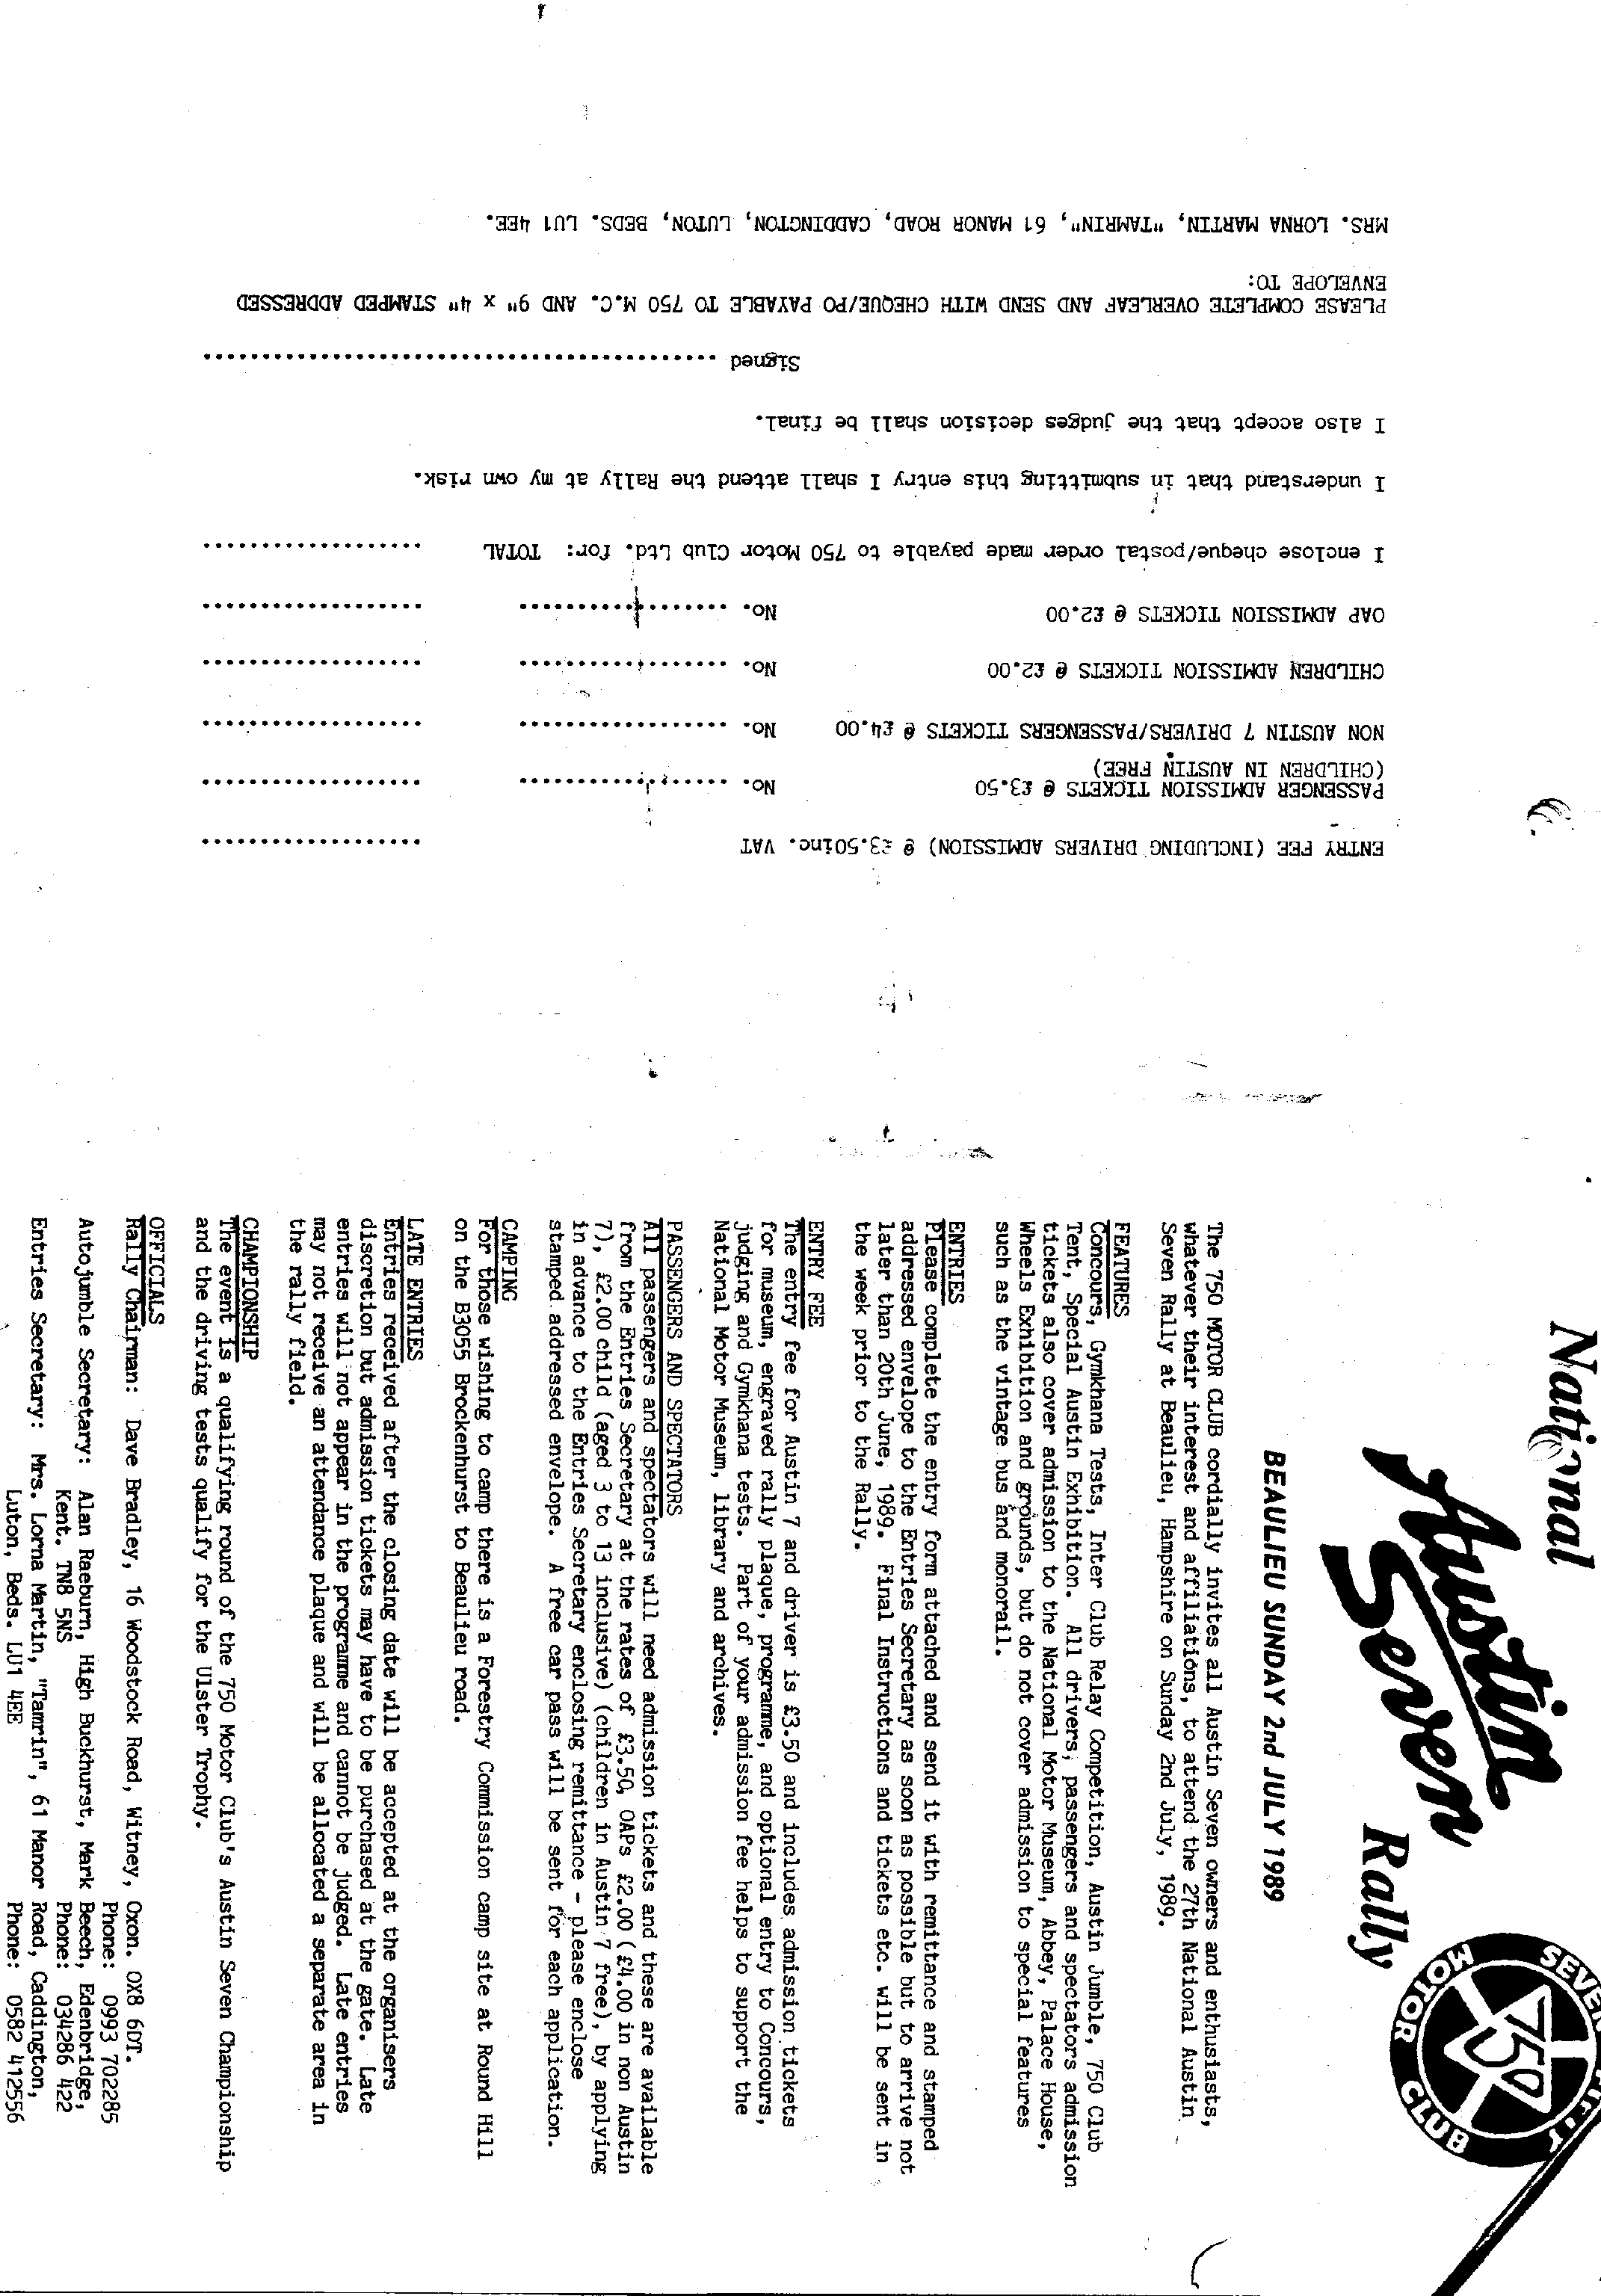 National
Austin
Seven
Rally
MOTOR CLUB
750
BEAULIEU SUNDAY 2nd JULY 1989
The 750 MOTOR CLUB cordially invites all Austin Seven owners and enthusiasts,
whatever their interest and affiliations, to attend the 27th National Austin
Seven Rally at Beaulieu, Hampshire on Sunday 2nd July, 1989.
FEATURES
Concours, Gymkhana Tests, Inter Club Relay Competition, Austin Jumble, 750 Club
Tent, Special Austin Exhibition. All drivers, passengers and spectators admission
tickets also cover admission to the National Motor Museum, Abbey, Palace House,
Wheels Exhibition and grounds, but do not cover admission to special features
such as the vintage bus and monorail.
ENTRIES
Please complete the entry form attached and send it with remittance and stamped
addressed envelope to the Entries Secretary as soon as possible but to arrive not
later than 20th June, 1989. Final Instructions and tickets etc. will be sent in
the week prior to the Rally.
ENTRY FEE
The entry fee for Austin 7 and driver is £3.50 and includes admission tickets
for museum, engraved rally plaque, programme, and optional entry to Concours,
judging and Gymkhana tests. Part of your admission fee helps to support the
National Motor Museum, library and archives.
PASSENGERS AND SPECTATORS
All passengers and spectators will need admission tickets and these are available
from the Entries Secretary at the rates of £3.50, OAPs £2.00 (£4.00 in non Austin
7), £2.00 child (aged 3 to 13 inclusive) (children in Austin 7 free), by applying
in advance to the Entries Secretary enclosing remittance - please enclose
stamped addressed envelope. A free car pass will be sent for each application.
CAMPING
For those wishing to camp there is a Forestry Commission camp site at Round Hill
on the B3055 Brockenhurst to Beaulieu road.
LATE ENTRIES
Entries received after the closing date will be accepted at the organisers
discretion but admission tickets may have to be purchased at the gate. Late
entries will not appear in the programme and cannot be judged. Late entries
may not receive an attendance plaque and will be allocated a separate area in
the rally field.
CHAMPIONSHIP
The event is a qualifying round of the 750 Motor Club's Austin Seven Championship
and the driving tests qualify for the Ulster Trophy.
OFFICIALS
Rally Chairman: Dave Bradley, 16 Woodstock Road, Witney, Oxon. OX8 6DT.
Phone: 0993 702285
Autojumble Secretary: Alan Raeburn, High Buckhurst, Mark Beech, Edenbridge,
Kent. TN8 5NS Phone: 034286 422
Entries Secretary: Mrs. Lorna Martin, "Tamrin", 61 Manor Road, Caddington,
Luton, Beds. LU1 4EE Phone: 0582 412556
ENTRY FEE (INCLUDING DRIVERS ADMISSION) @ £3.50inc. VAT ..................
PASSENGER ADMISSION TICKETS @ £3.50 No. .................. ..................
(CHILDREN IN AUSTIN FREE)
NON AUSTIN 7 DRIVERS/PASSENGERS TICKETS @ £4.00 No. .................. ..................
CHILDREN ADMISSION TICKETS @ £2.00 No. .................. ..................
OAP ADMISSION TICKETS @ £2.00 No. .................. ..................
I enclose cheque/postal order made payable to 750 Motor Club Ltd. for: TOTAL ..................
I understand that in submitting this entry I shall attend the Rally at my own risk.
I also accept that the judges decision shall be final.
Signed ...........................................
PLEASE COMPLETE OVERLEAF AND SEND WITH CHEQUE/PO PAYABLE TO 750 M.C. AND 9" x 4" STAMPED ADDRESSED
ENVELOPE TO:
MRS. LORNA MARTIN, "TAMRIN", 61 MANOR ROAD, CADDINGTON, LUTON, BEDS. LU1 4EE.